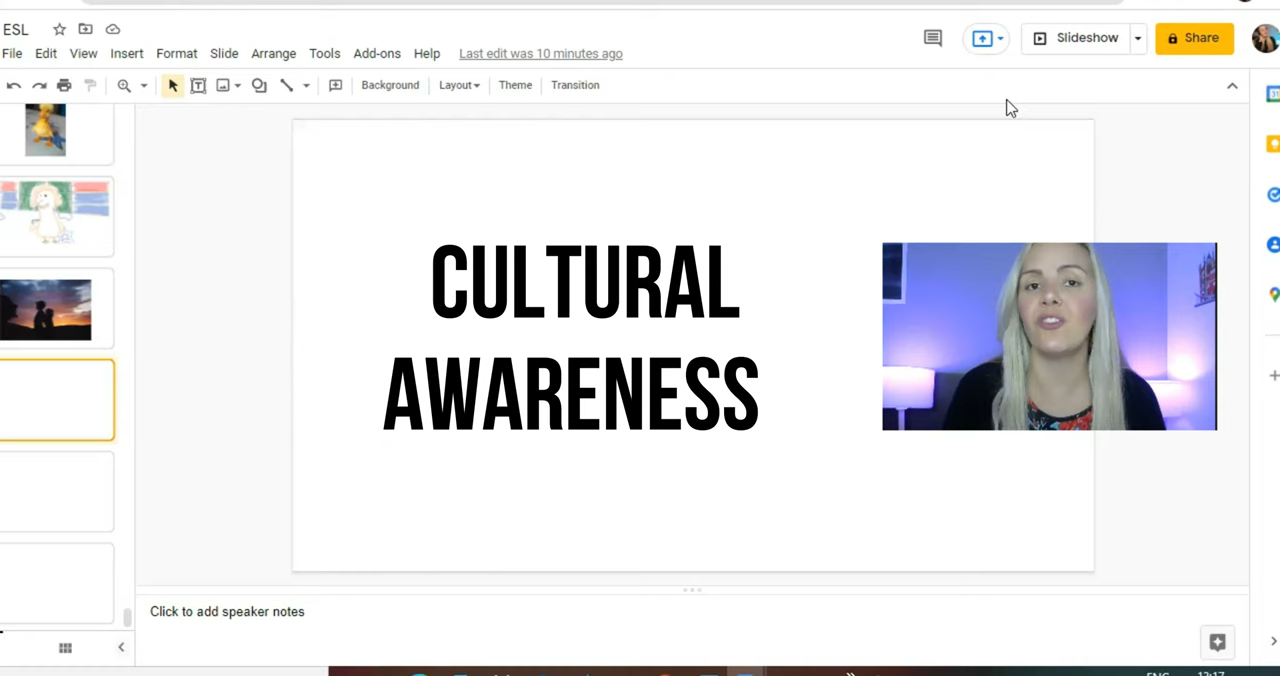 ESL
File Edit View Insert Format Slide Arrange Tools Add-ons Help Last edit was 10 minutes ago
Slideshow
Share
Background Layout Theme Transition
CULTURAL
AWARENESS
Click to add speaker notes